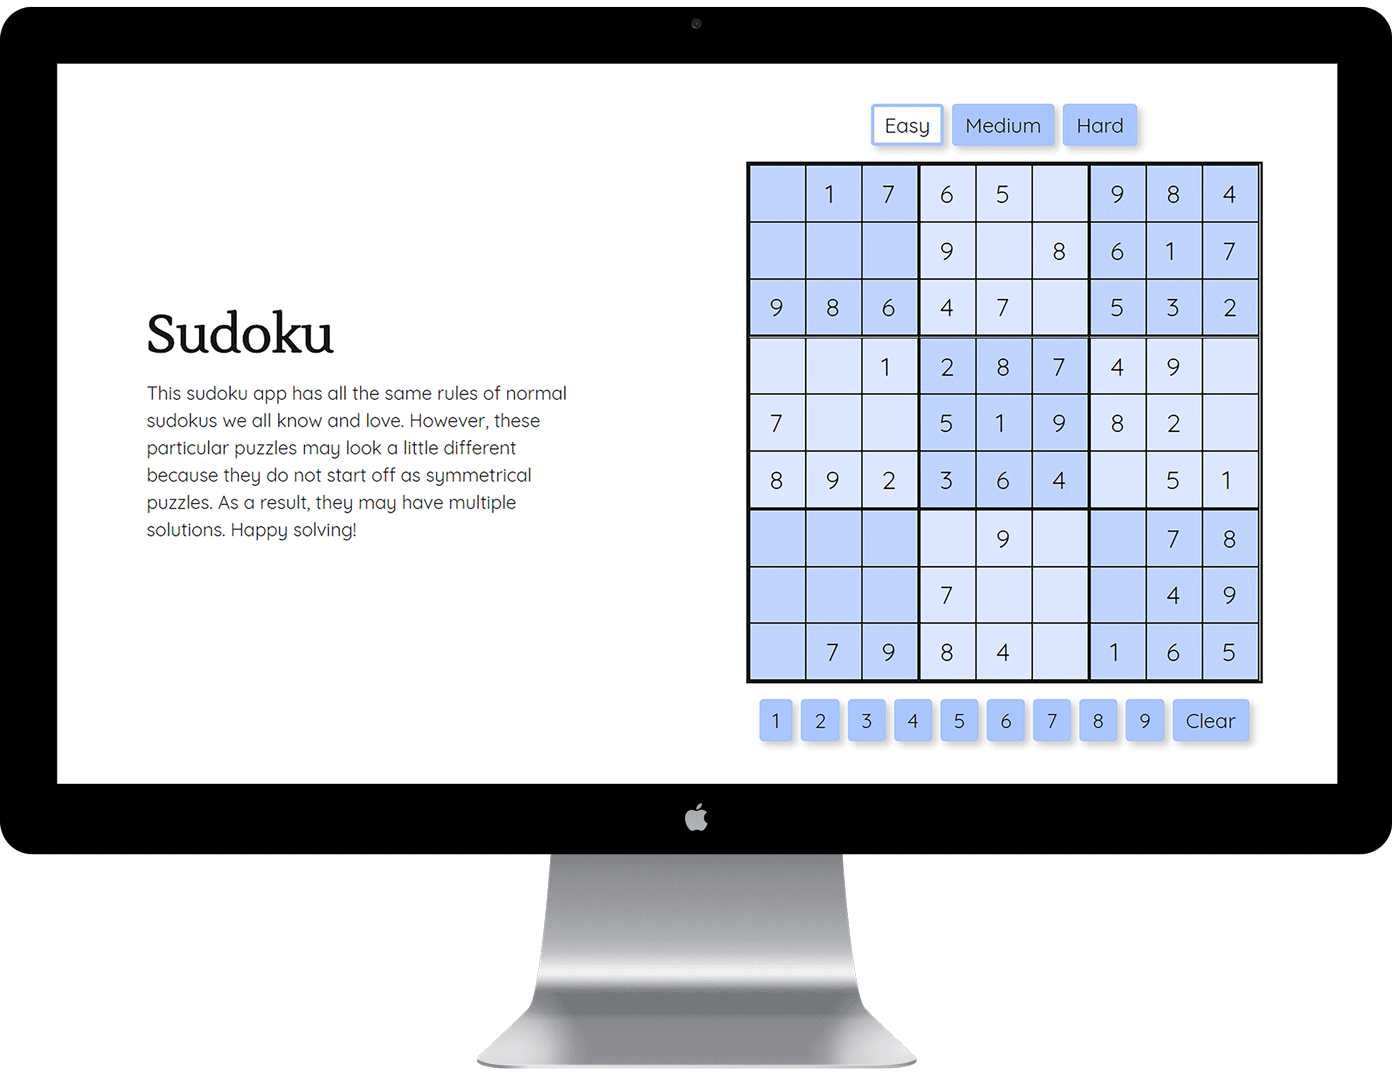 Easy Medium Hard
1 7 6 5 9 8 4
9 8 6 1 7
9 8 6 4 7 5 3 2
Sudoku
This sudoku app has all the same rules of normal
sudokus we all know and love. However, these
particular puzzles may look a little different
because they do not start off as symmetrical
puzzles. As a result, they may have multiple
solutions. Happy solving!
1 2 8 7 4 9
7 5 1 9 8 2
8 9 2 3 6 4 5 1
9 7 8
7 4 9
7 9 8 4 1 6 5
1 2 3 4 5 6 7 8 9 Clear